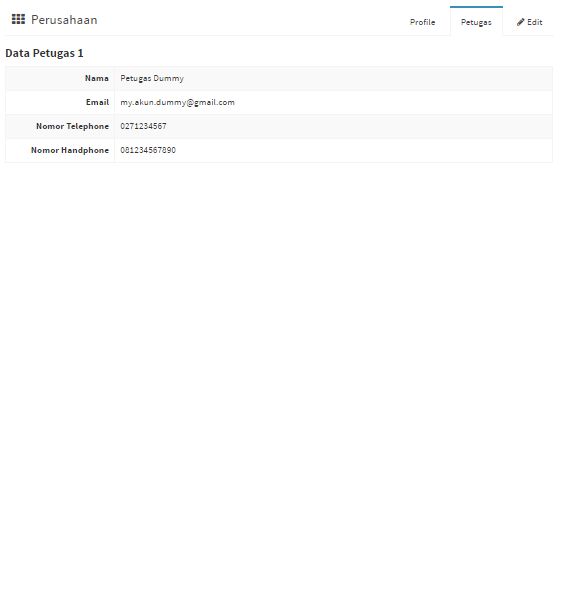 Perusahaan
Profile
Petugas
Edit
Data Petugas 1
Nama Petugas Dummy
Email my.akun.dummy@gmail.com
Nomor Telephone 0271234567
Nomor Handphone 081234567890